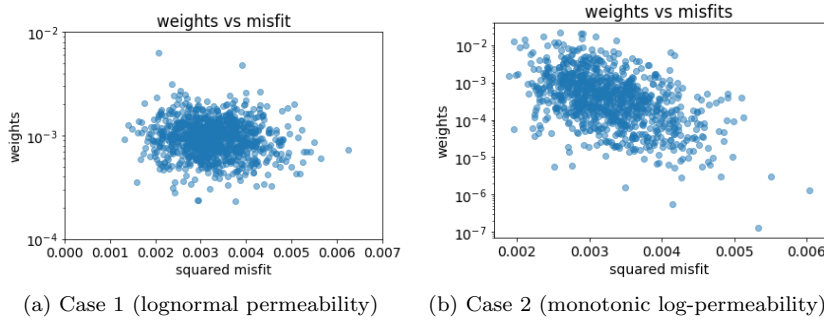 weights vs misfit
10⁻²
10⁻³
10⁻⁴
weights
0.000 0.001 0.002 0.003 0.004 0.005 0.006 0.007
squared misfit
(a) Case 1 (lognormal permeability)
weights vs misfits
10⁻²
10⁻³
10⁻⁴
10⁻⁵
10⁻⁶
10⁻⁷
weights
0.002 0.003 0.004 0.005 0.006
squared misfit
(b) Case 2 (monotonic log-permeability)